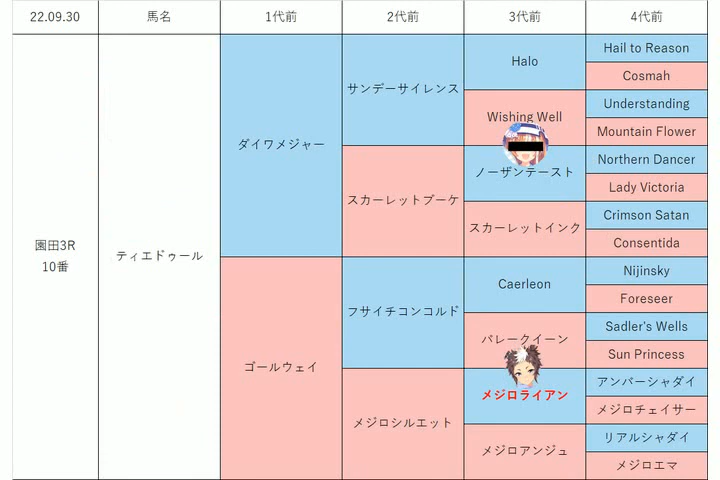 22.09.30 馬名 1代前 2代前 3代前 4代前
園田3R
10番
ティエドゥール
ダイワメジャー
サンデーサイレンス
Halo
Hail to Reason
Cosmah
Wishing Well
Understanding
Mountain Flower
スカーレットブーケ
ノーザンテースト
Northern Dancer
Lady Victoria
スカーレットインク
Crimson Satan
Consentida
ゴールウェイ
フサイチコンコルド
Caerleon
Nijinsky
Foreseer
バレークイーン
Sadler's Wells
Sun Princess
メジロシルエット
メジロライアン
アンバーシャダイ
メジロチェイサー
メジロアンジュ
リアルシャダイ
メジロエマ